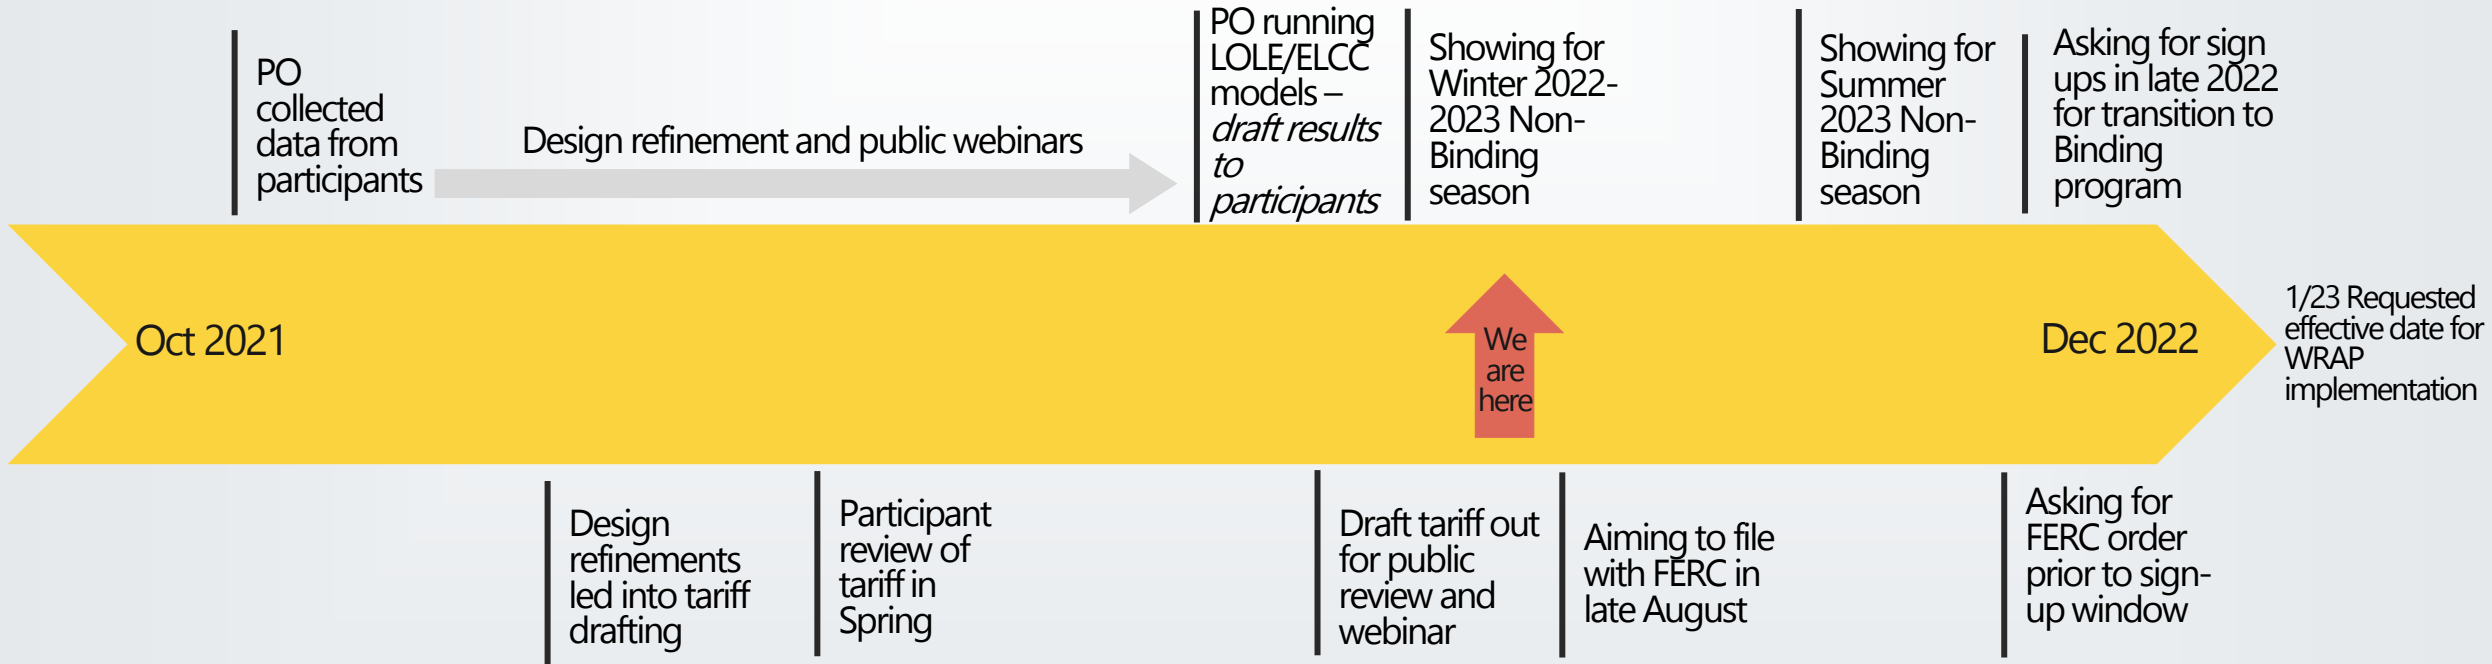 PO
collected
data from
participants
Design refinement and public webinars
PO running
LOLE/ELCC
models –
draft results
to
participants
Showing for
Winter 2022-
2023 Non-
Binding
season
Showing for
Summer
2023 Non-
Binding
season
Asking for sign
ups in late 2022
for transition to
Binding
program
Oct 2021
We
are
here
Dec 2022
1/23 Requested
effective date for
WRAP
implementation
Design
refinements
led into tariff
drafting
Participant
review of
tariff in
Spring
Draft tariff out
for public
review and
webinar
Aiming to file
with FERC in
late August
Asking for
FERC order
prior to sign-
up window